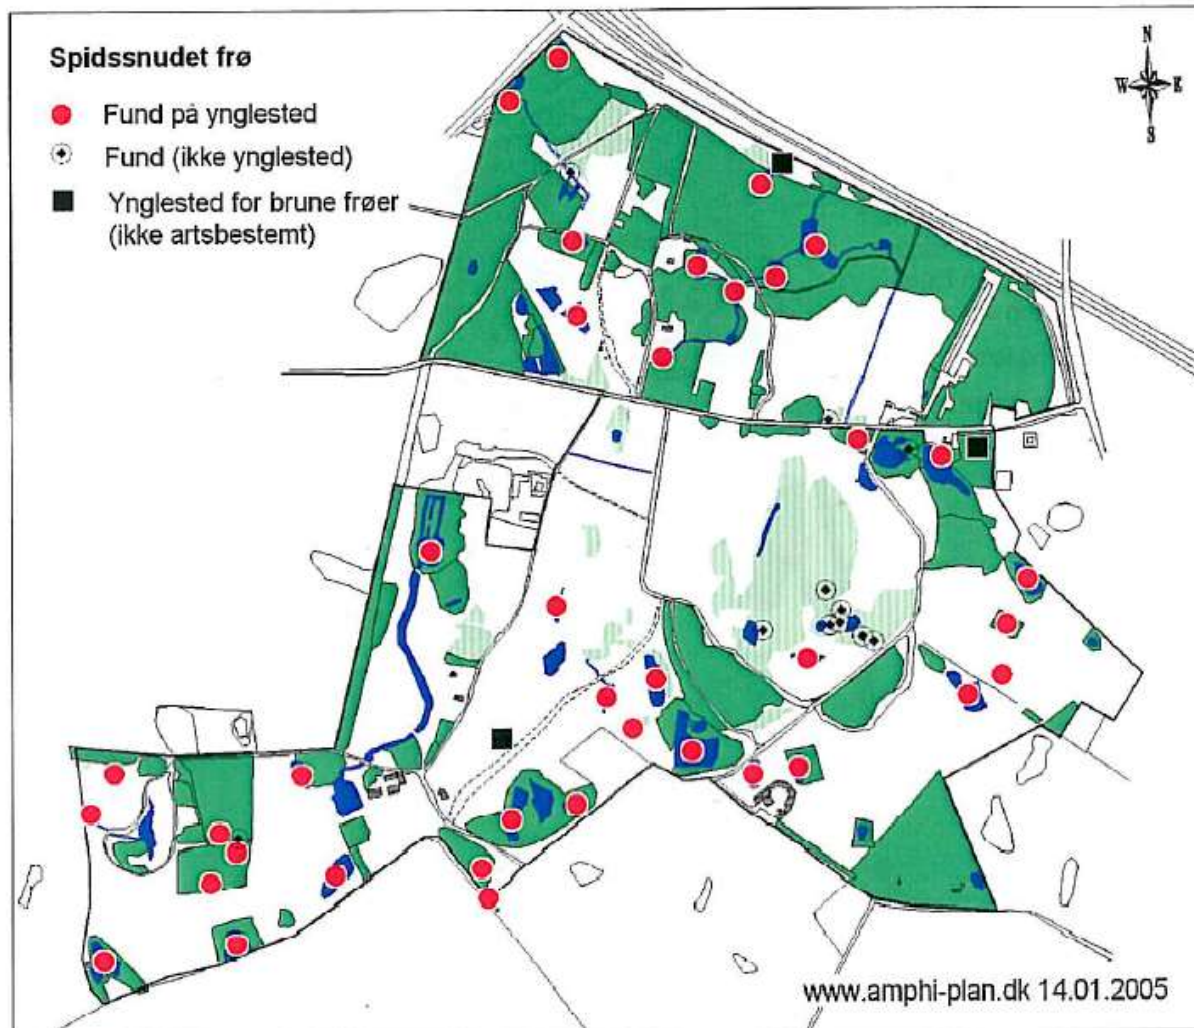 Spidssnudet frø
Fund på ynglested
Fund (ikke ynglested)
Ynglested for brune frøer
(ikke artsbestemt)
N
W E
S
www.amphi-plan.dk 14.01.2005